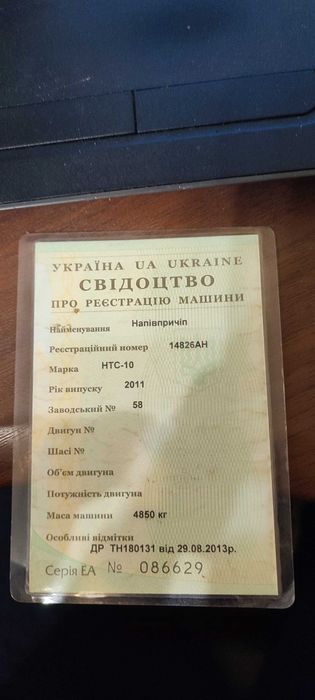 УКРАЇНА UA UKRAINE
СВІДОЦТВО
ПРО РЕЄСТРАЦІЮ МАШИНИ
Найменування Напівпричіп
Реєстраційний номер 14826АН
Марка НТС-10
Рік випуску 2011
Заводський № 58
Двигун №
Шасі №
Об'єм двигуна
Потужність двигуна
Маса машини 4850 кг
Особливі відмітки
ДР ТН180131 від 29.08.2013р.
Серія ЕА № 086629